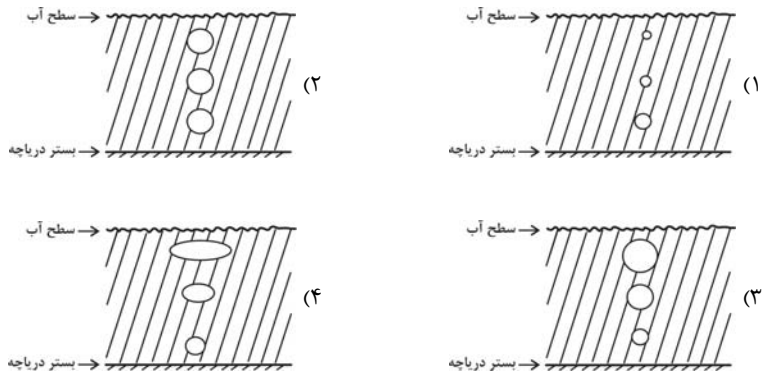 سطح آب
(۱
بستر دریاچه
سطح آب
(۲
بستر دریاچه
سطح آب
(۳
بستر دریاچه
سطح آب
(۴
بستر دریاچه